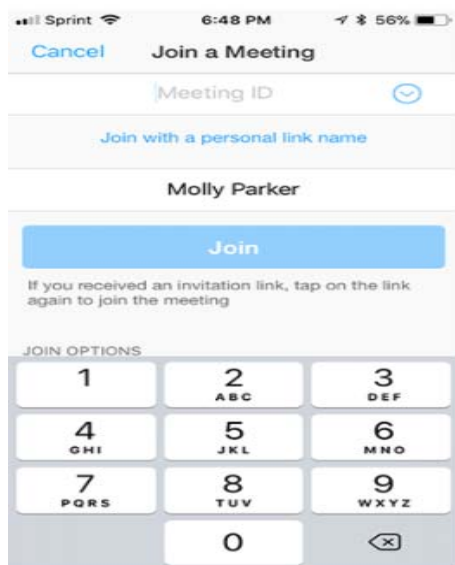 Sprint 6:48 PM 56%
Cancel Join a Meeting
Meeting ID
Join with a personal link name
Molly Parker
Join
If you received an invitation link, tap on the link
again to join the meeting
JOIN OPTIONS
1 2 3
ABC DEF
4 5 6
GHI JKL MNO
7 8 9
PQRS TUV WXYZ
0